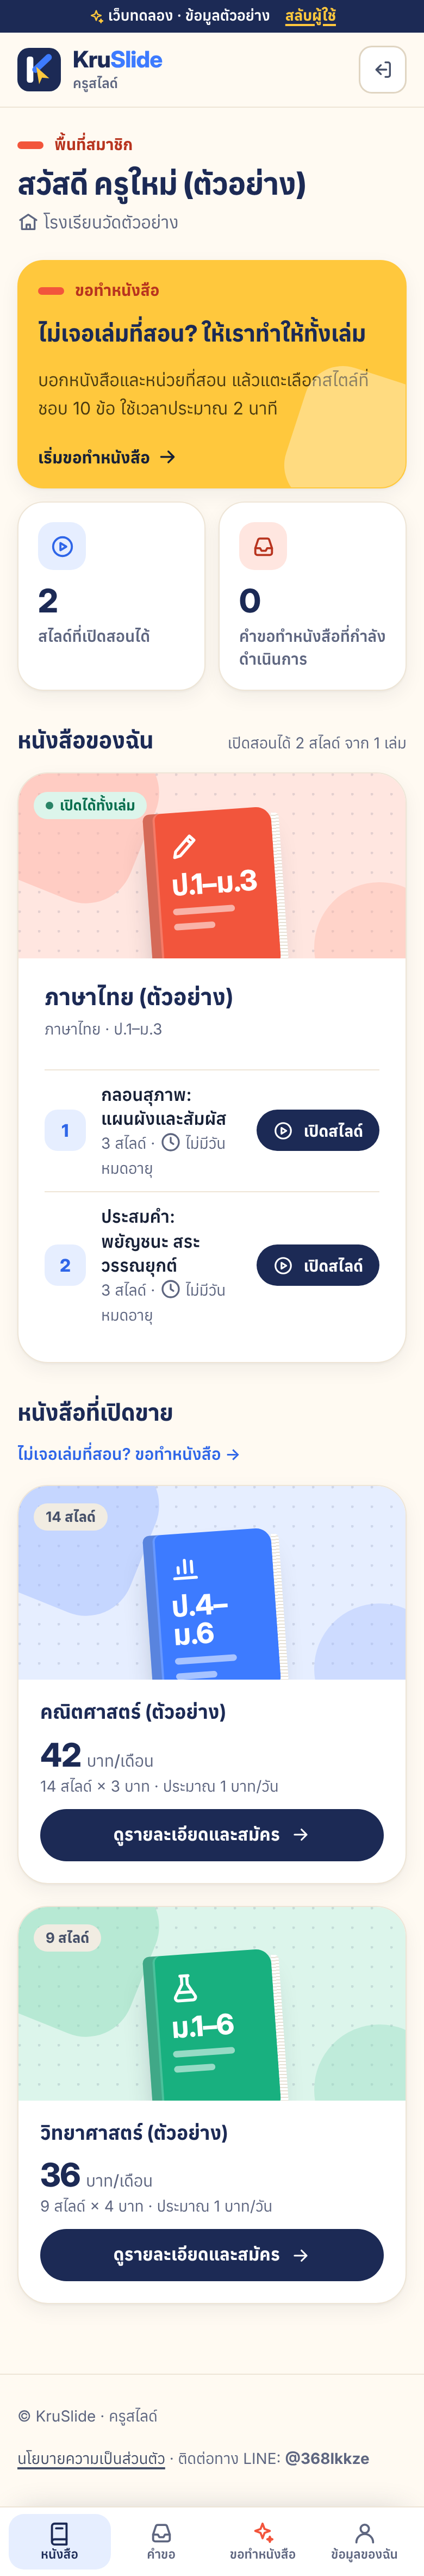 เว็บทดลอง · ข้อมูลตัวอย่าง สลับผู้ใช้
KruSlide
ครูสไลด์
พื้นที่สมาชิก
สวัสดี ครูใหม่ (ตัวอย่าง)
โรงเรียนวัดตัวอย่าง
ขอทำหนังสือ
ไม่เจอเล่มที่สอน? ให้เราทำให้ทั้งเล่ม
บอกหนังสือและหน่วยที่สอน แล้วแตะเลือกสไตล์ที่
ชอบ 10 ข้อ ใช้เวลาประมาณ 2 นาที
เริ่มขอทำหนังสือ →
2
สไลด์ที่เปิดสอนได้
0
คำขอทำหนังสือที่กำลัง
ดำเนินการ
หนังสือของฉัน
เปิดสอนได้ 2 สไลด์ จาก 1 เล่ม
เปิดได้ทั้งเล่ม
ป.1–ม.3
ภาษาไทย (ตัวอย่าง)
ภาษาไทย · ป.1–ม.3
1
กลอนสุภาพ:
แผนผังและสัมผัส
3 สไลด์ · ไม่มีวัน
หมดอายุ
เปิดสไลด์
2
ประสมคำ:
พยัญชนะ สระ
วรรณยุกต์
3 สไลด์ · ไม่มีวัน
หมดอายุ
เปิดสไลด์
หนังสือที่เปิดขาย
ไม่เจอเล่มที่สอน? ขอทำหนังสือ →
14 สไลด์
ป.4–
ม.6
คณิตศาสตร์ (ตัวอย่าง)
42 บาท/เดือน
14 สไลด์ × 3 บาท · ประมาณ 1 บาท/วัน
ดูรายละเอียดและสมัคร →
9 สไลด์
ม.1–6
วิทยาศาสตร์ (ตัวอย่าง)
36 บาท/เดือน
9 สไลด์ × 4 บาท · ประมาณ 1 บาท/วัน
ดูรายละเอียดและสมัคร →
© KruSlide · ครูสไลด์
นโยบายความเป็นส่วนตัว · ติดต่อทาง LINE: @368lkkze
หนังสือ
คำขอ
ขอทำหนังสือ
ข้อมูลของฉัน